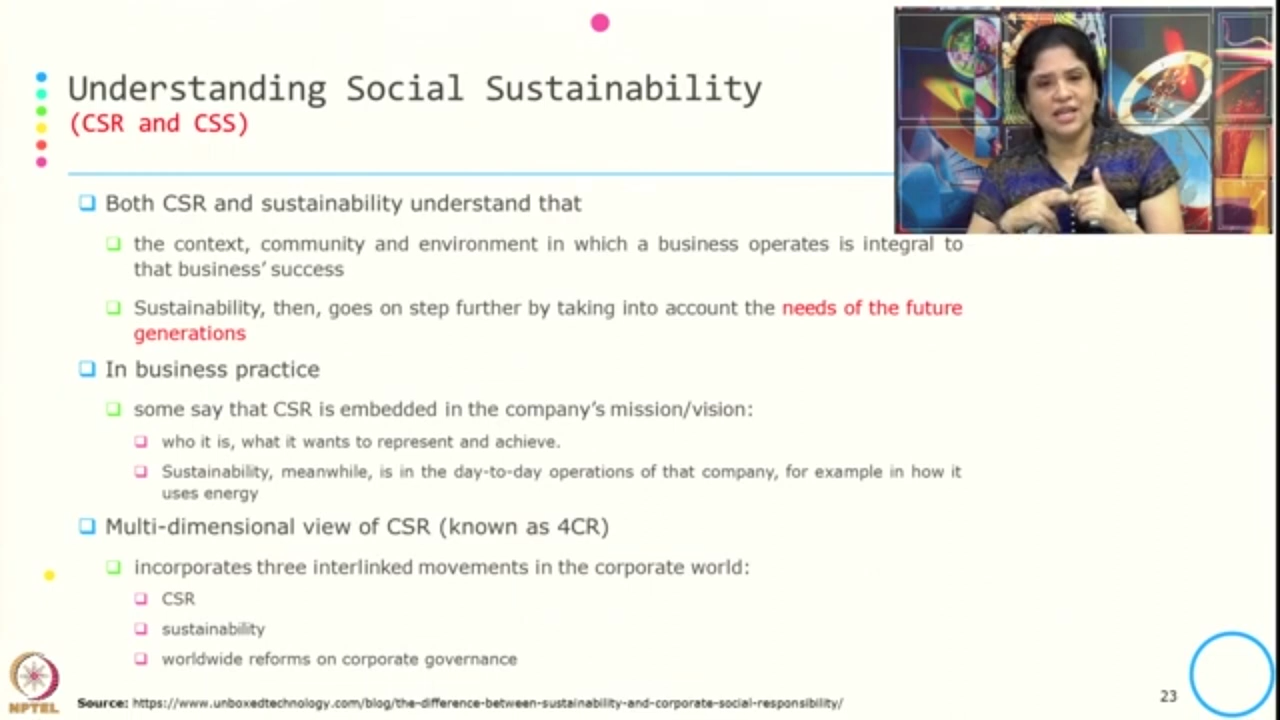 Understanding Social Sustainability
(CSR and CSS)
Both CSR and sustainability understand that
the context, community and environment in which a business operates is integral to
that business' success
Sustainability, then, goes on step further by taking into account the needs of the future
generations
In business practice
some say that CSR is embedded in the company's mission/vision:
who it is, what it wants to represent and achieve.
Sustainability, meanwhile, is in the day-to-day operations of that company, for example in how it
uses energy
Multi-dimensional view of CSR (known as 4CR)
incorporates three interlinked movements in the corporate world:
CSR
sustainability
worldwide reforms on corporate governance
NPTEL
Source: https://www.unboxedtechnology.com/blog/the-difference-between-sustainability-and-corporate-social-responsibility/
23